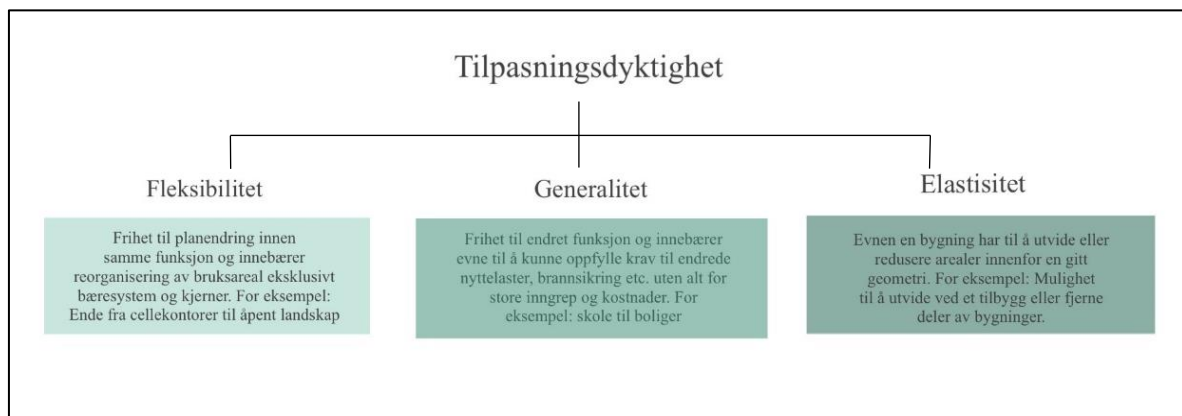 Tilpasningsdyktighet
Fleksibilitet
Frihet til planendring innen
samme funksjon og innebærer
reorganisering av bruksareal eksklusivt
bæresystem og kjerner. For eksempel:
Ende fra cellekontorer til åpent landskap
Generalitet
Frihet til endret funksjon og innebærer
evne til å kunne oppfylle krav til endrede
nyttelaster, brannsikring etc. uten alt for
store inngrep og kostnader. For
eksempel: skole til boliger
Elastisitet
Evnen en bygning har til å utvide eller
redusere arealer innenfor en gitt
geometri. For eksempel: Mulighet
til å utvide ved et tilbygg eller fjerne
deler av bygninger.